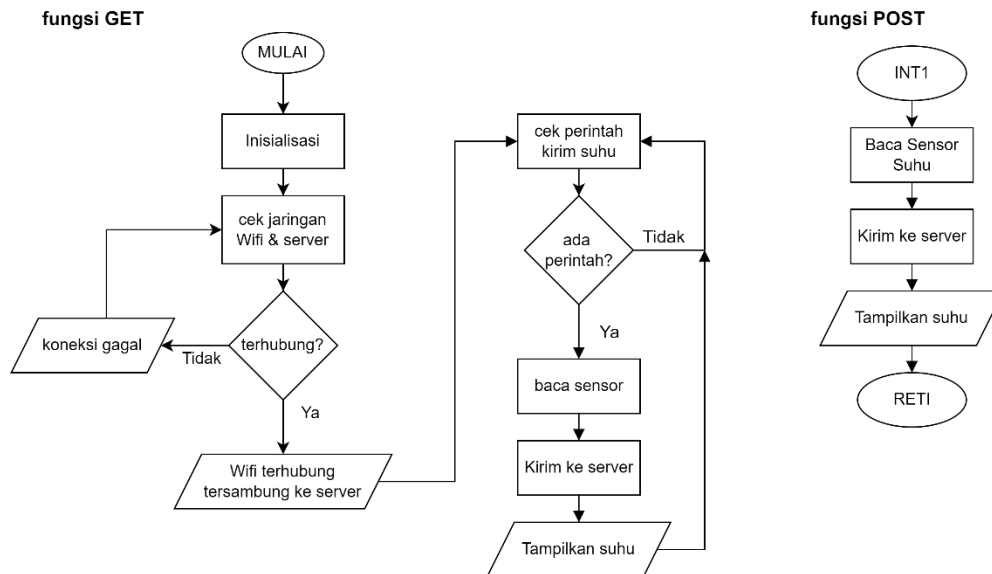 fungsi GET
MULAI
Inisialisasi
cek jaringan
Wifi & server
terhubung?
Tidak
koneksi gagal
Ya
Wifi terhubung
tersambung ke server
cek perintah
kirim suhu
ada
perintah?
Tidak
Ya
baca sensor
Kirim ke server
Tampilkan suhu
fungsi POST
INT1
Baca Sensor
Suhu
Kirim ke server
Tampilkan suhu
RETI